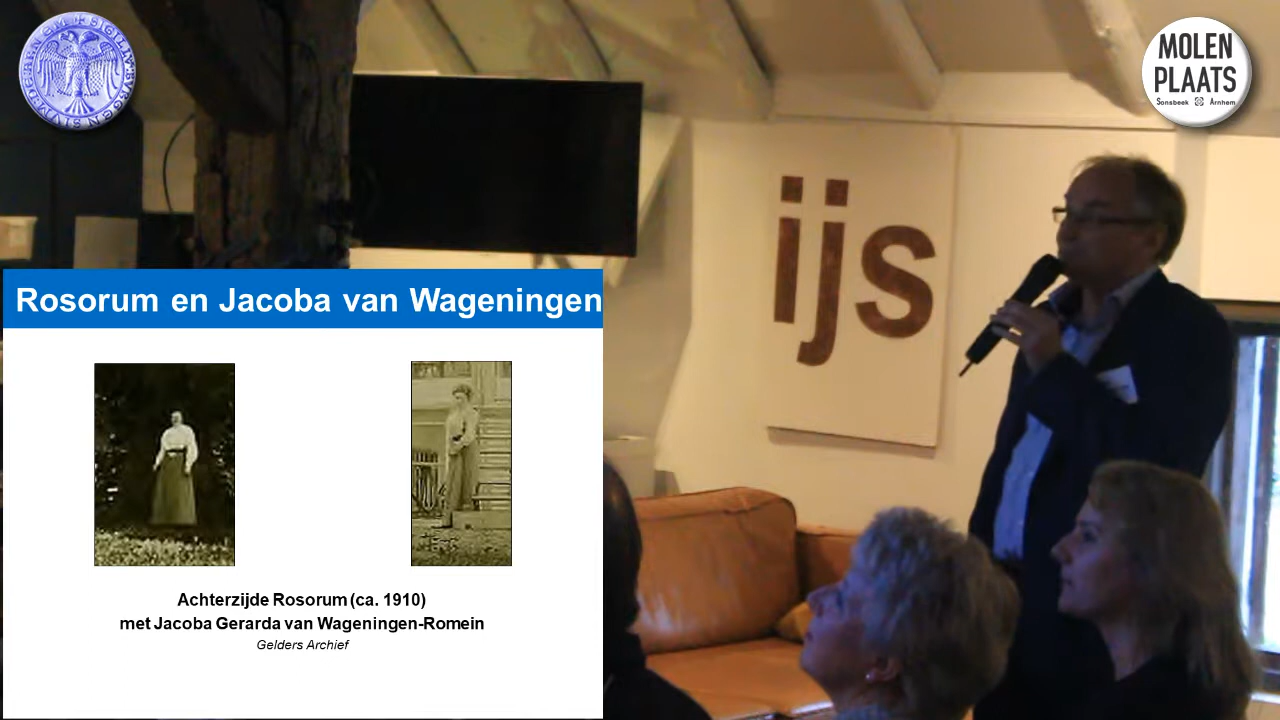 MOLEN
PLAATS
Sonsbeek Arnhem
ijs
Rosorum en Jacoba van Wageningen
Achterzijde Rosorum (ca. 1910)
met Jacoba Gerarda van Wageningen-Romein
Gelders Archief